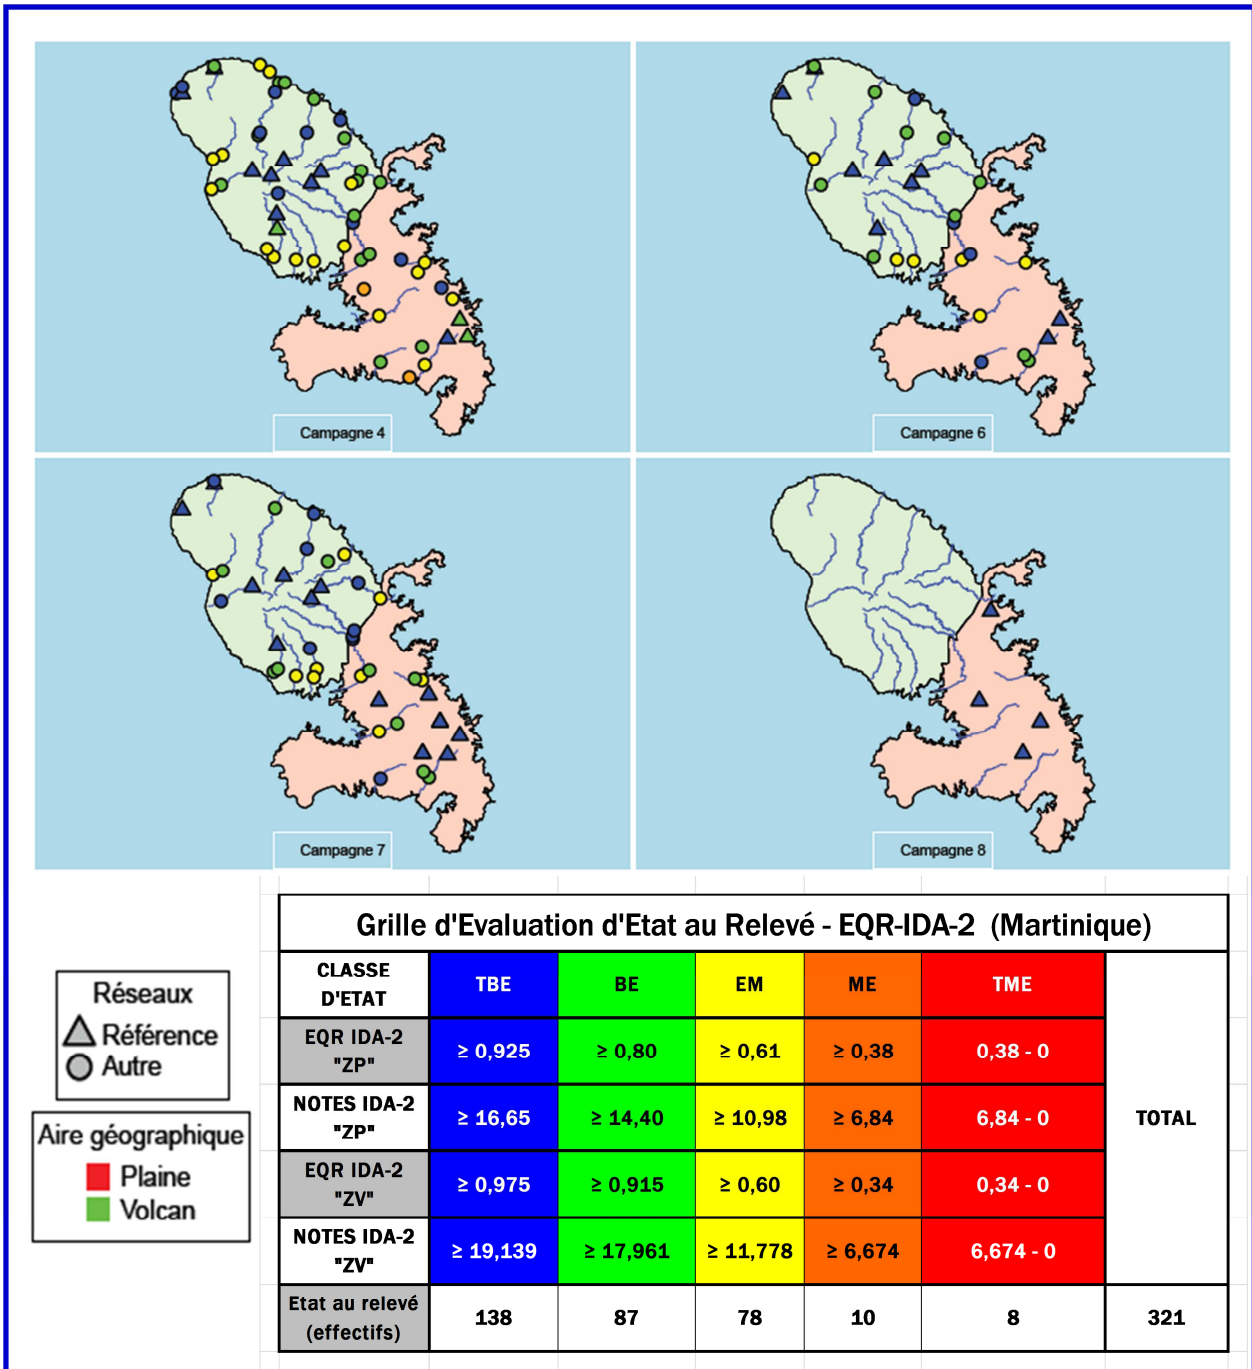 Campagne 4
Campagne 6
Campagne 7
Campagne 8
Réseaux
Référence
Autre
Aire géographique
Plaine
Volcan
Grille d'Evaluation d'Etat au Relevé - EQR-IDA-2 (Martinique)
CLASSE D'ETAT TBE BE EM ME TME TOTAL
EQR IDA-2 "ZP" ≥ 0,925 ≥ 0,80 ≥ 0,61 ≥ 0,38 0,38 - 0
NOTES IDA-2 "ZP" ≥ 16,65 ≥ 14,40 ≥ 10,98 ≥ 6,84 6,84 - 0
EQR IDA-2 "ZV" ≥ 0,975 ≥ 0,915 ≥ 0,60 ≥ 0,34 0,34 - 0
NOTES IDA-2 "ZV" ≥ 19,139 ≥ 17,961 ≥ 11,778 ≥ 6,674 6,674 - 0
Etat au relevé (effectifs) 138 87 78 10 8 321